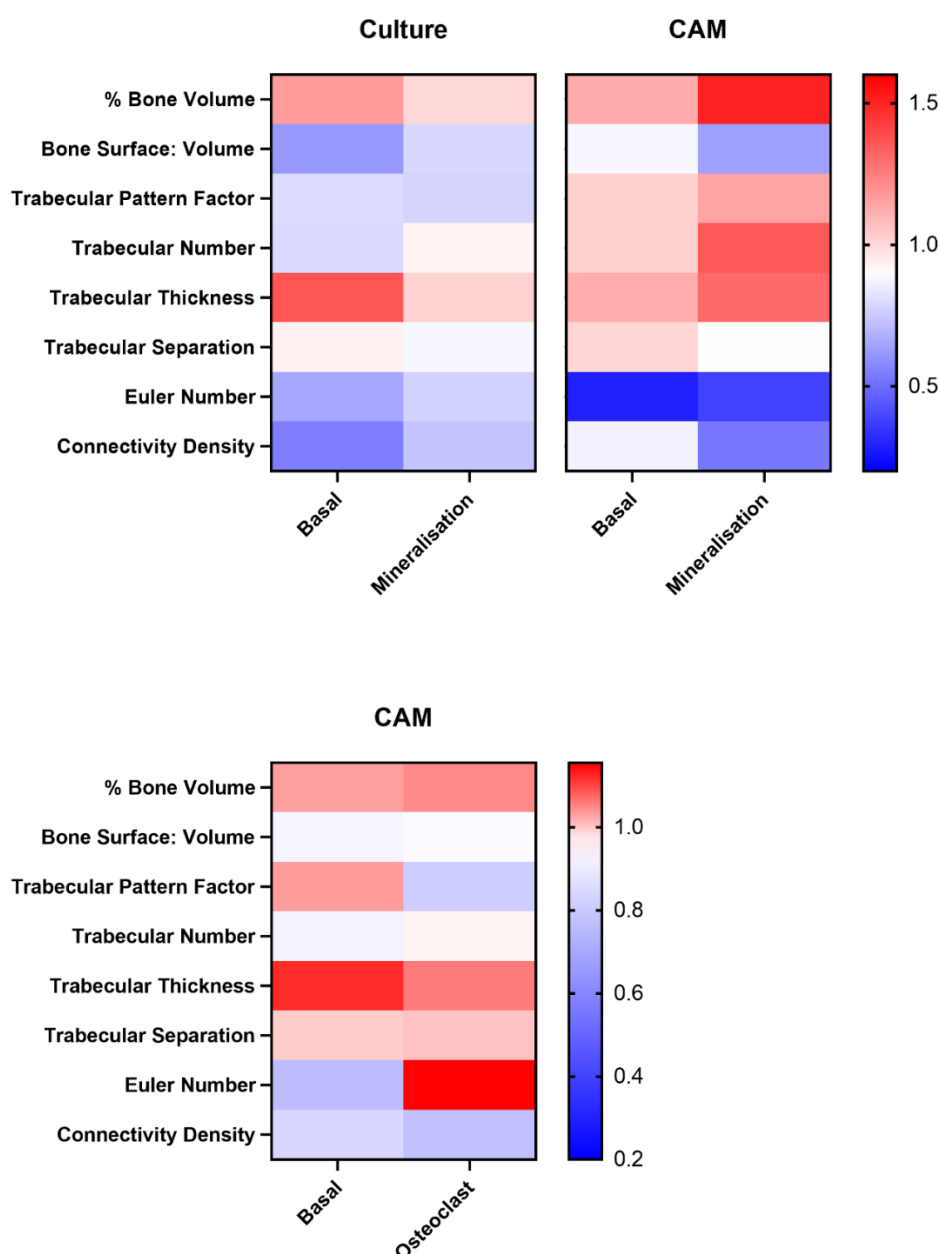 Culture
CAM
% Bone Volume
Bone Surface: Volume
Trabecular Pattern Factor
Trabecular Number
Trabecular Thickness
Trabecular Separation
Euler Number
Connectivity Density
Basal
Mineralisation
Basal
Mineralisation
1.5
1.0
0.5
CAM
% Bone Volume
Bone Surface: Volume
Trabecular Pattern Factor
Trabecular Number
Trabecular Thickness
Trabecular Separation
Euler Number
Connectivity Density
Basal
Osteoclast
1.0
0.8
0.6
0.4
0.2